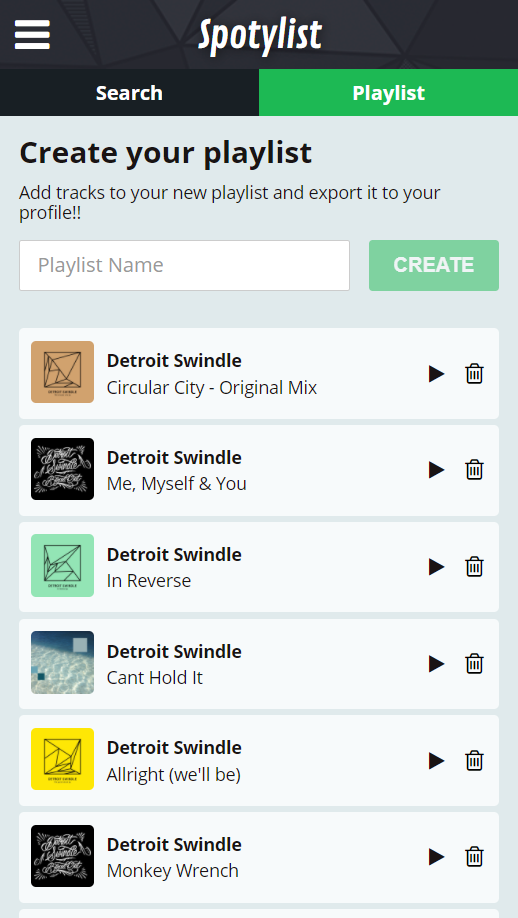 Spotylist
Search
Playlist
Create your playlist
Add tracks to your new playlist and export it to your
profile!!
Playlist Name
CREATE
Detroit Swindle
Circular City - Original Mix
Detroit Swindle
Me, Myself & You
Detroit Swindle
In Reverse
Detroit Swindle
Cant Hold It
Detroit Swindle
Allright (we'll be)
Detroit Swindle
Monkey Wrench